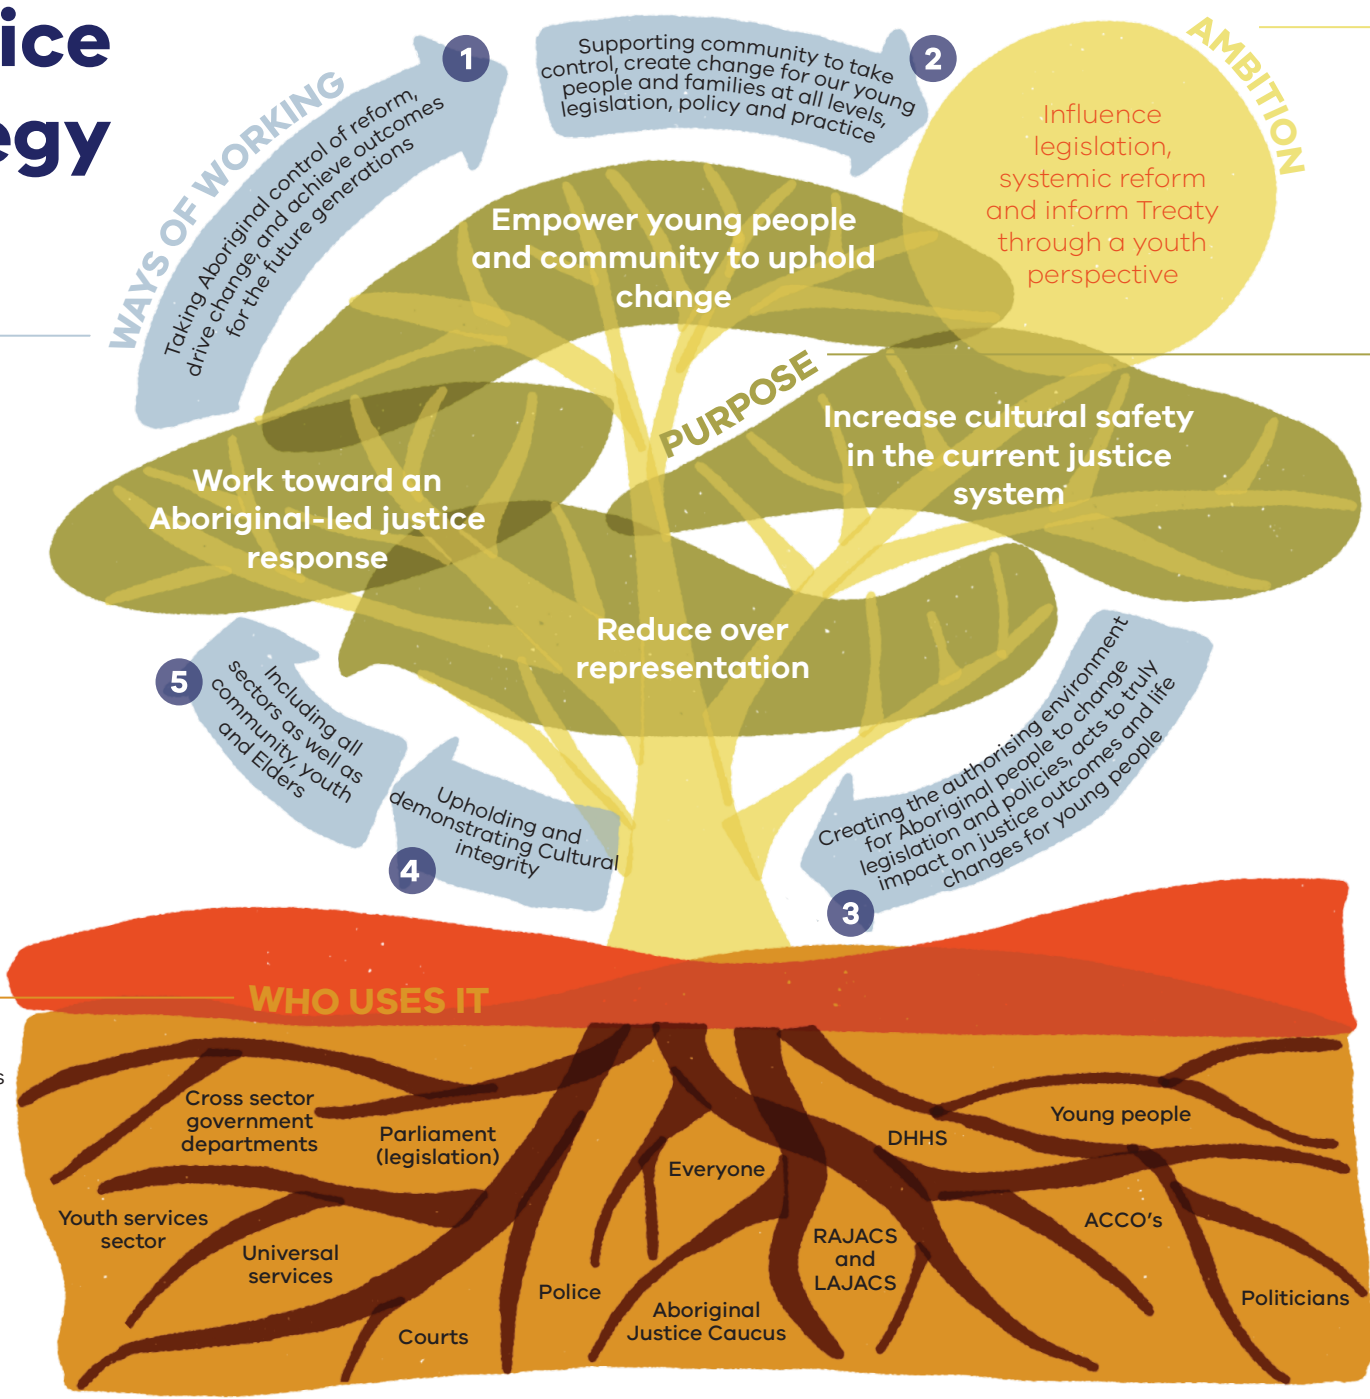 ice
egy
WAYS OF WORKING
1
Taking Aboriginal control of reform,
drive change, and achieve outcomes
for the future generations
2
Supporting community to take
control, create change for our young
people and families at all levels,
legislation, policy and practice
AMBITION
Influence
legislation,
systemic reform
and inform Treaty
through a youth
perspective
Empower young people
and community to uphold
change
PURPOSE
Increase cultural safety
in the current justice
system
Work toward an
Aboriginal-led justice
response
Reduce over
representation
3
Creating the authorising environment
for Aboriginal people to change
legislation and policies, acts to truly
impact on justice outcomes and life
changes for young people
4
Upholding and
demonstrating Cultural
integrity
5
Including all
sectors as well as
community, youth
and Elders
WHO USES IT
s
Cross sector
government
departments
Parliament
(legislation)
Everyone
DHHS
Young people
Youth services
sector
Universal
services
Police
Courts
Aboriginal
Justice Caucus
RAJACS
and
LAJACS
ACCO's
Politicians